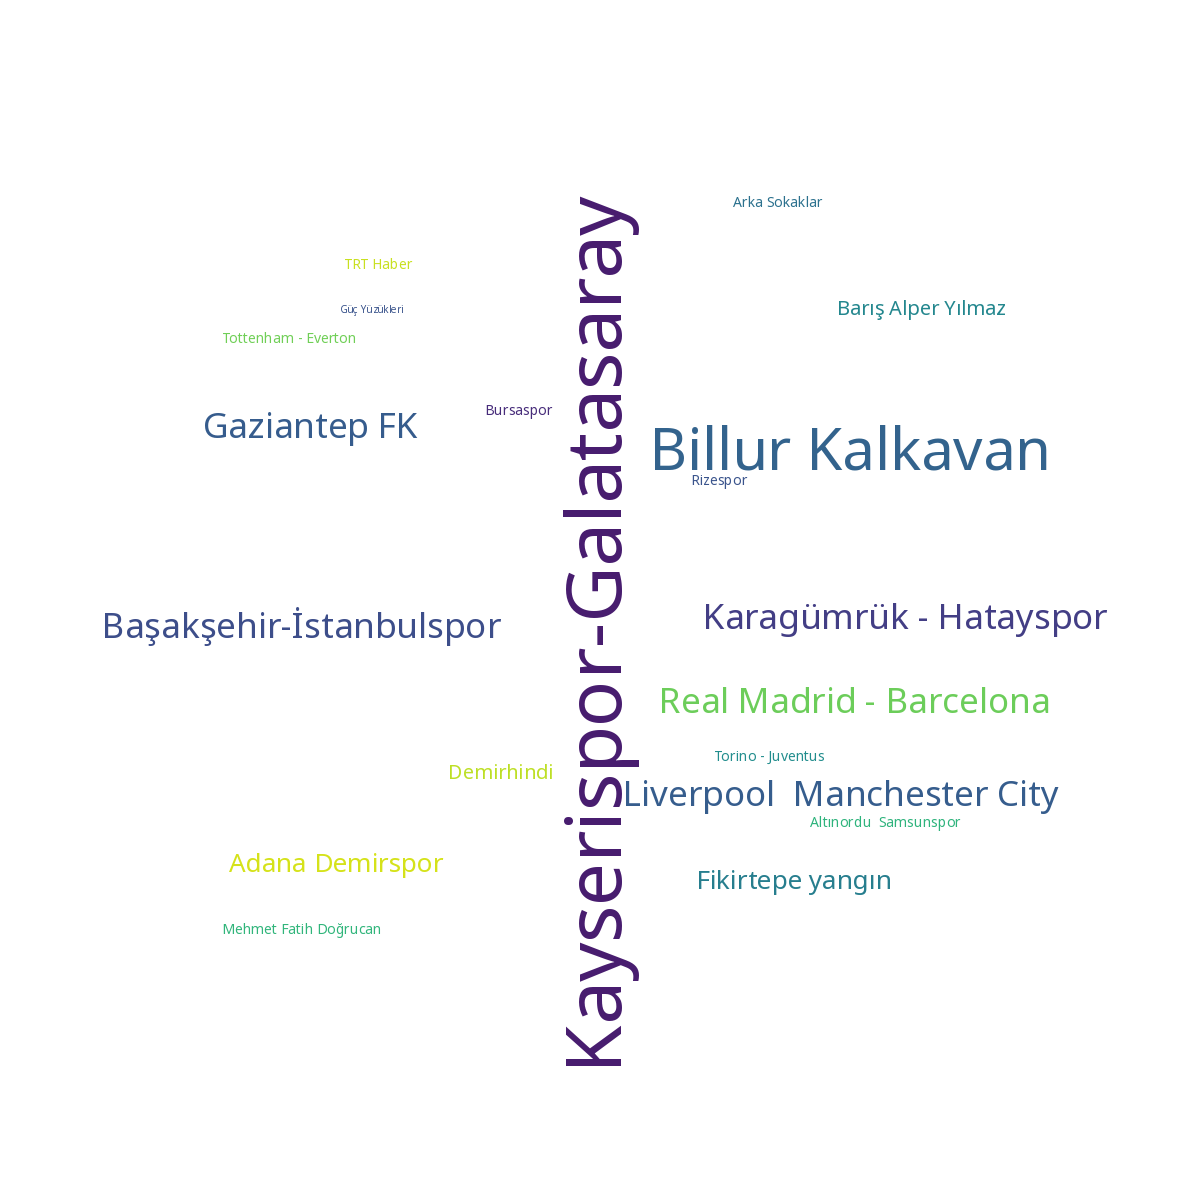 Arka Sokaklar
TRT Haber
Güç Yüzükleri
Barış Alper Yılmaz
Tottenham - Everton
Bursaspor
Gaziantep FK
Billur Kalkavan
Rizespor
Kayserispor-Galatasaray
Başakşehir-İstanbulspor
Karagümrük - Hatayspor
Real Madrid - Barcelona
Torino - Juventus
Demirhindi
Liverpool  Manchester City
Altınordu  Samsunspor
Adana Demirspor
Fikirtepe yangın
Mehmet Fatih Doğrucan